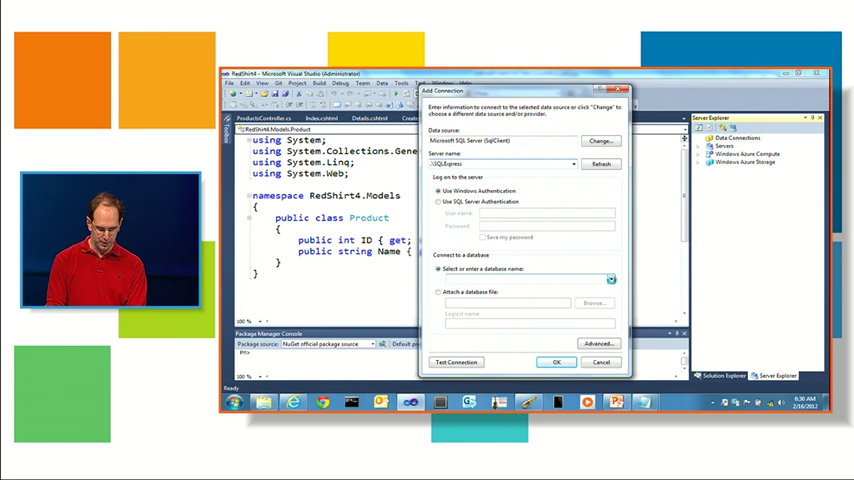 RedShirt4 - Microsoft Visual Studio (Administrator)
File Edit View Git Project Build Debug Team Data Tools
ProductsController.cs Index.cshtml Details.cshtml Create
RedShirt4.Models.Product
using System;
using System.Collections.Gene
using System.Linq;
using System.Web;
namespace RedShirt4.Models
{
public class Product
{
public int ID { get;
public string Name {
}
}
100 %
Package Manager Console
Package source: NuGet official package source Default pro
PM>
100 %
Ready
Toolbox
Add Connection
Enter information to connect to the selected data source or click "Change" to
choose a different data source and/or provider.
Data source:
Microsoft SQL Server (SqlClient)
Change...
Server name:
.\SQLExpress
Refresh
Log on to the server
Use Windows Authentication
Use SQL Server Authentication
User name:
Password:
Save my password
Connect to a database
Select or enter a database name:
Attach a database file:
Browse...
Logical name:
Advanced...
Test Connection OK Cancel
Server Explorer
Data Connections
Servers
Windows Azure Compute
Windows Azure Storage
Solution Explorer Server Explorer
6:30 AM
2/16/2012